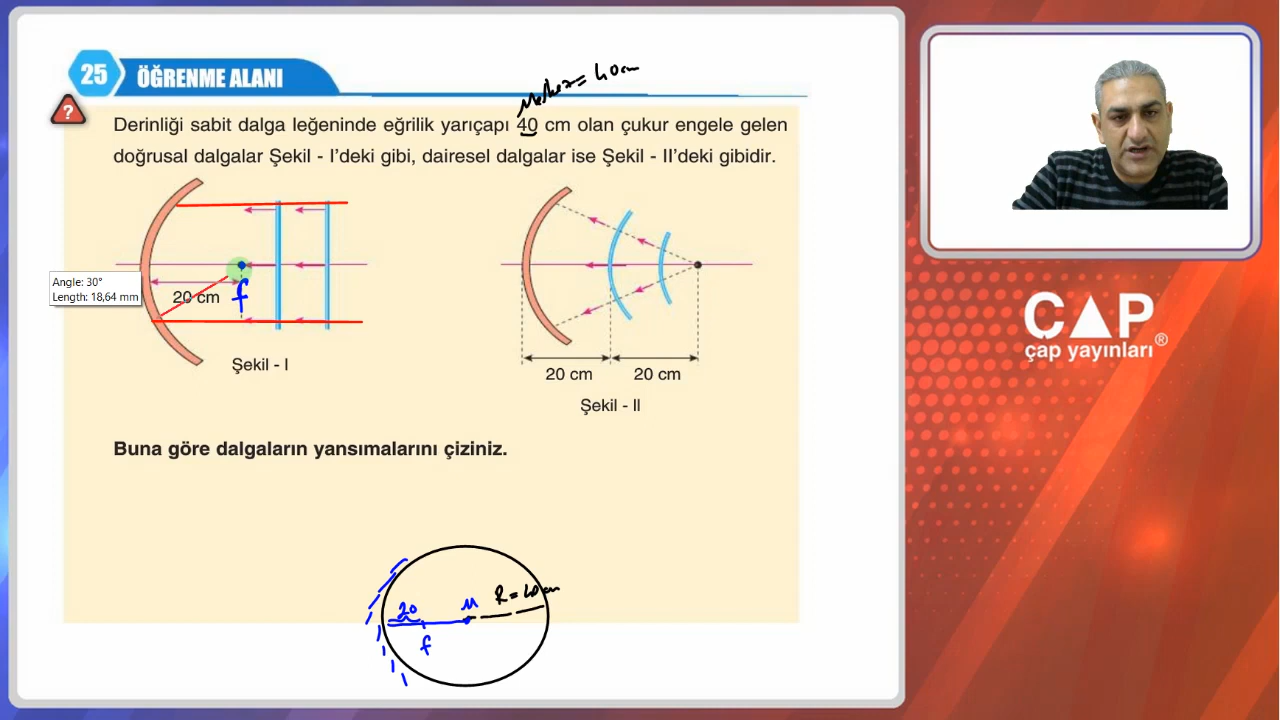 25 ÖĞRENME ALANI
?
Merkez = 40 cm
Derinliği sabit dalga leğeninde eğrilik yarıçapı 40 cm olan çukur engele gelen
doğrusal dalgalar Şekil - I'deki gibi, dairesel dalgalar ise Şekil - II'deki gibidir.
Angle: 30°
Length: 18,64 mm
20 cm
f
Şekil - I
20 cm 20 cm
Şekil - II
Buna göre dalgaların yansımalarını çiziniz.
20 M R = 40 cm
f
ÇAP
çap yayınları®